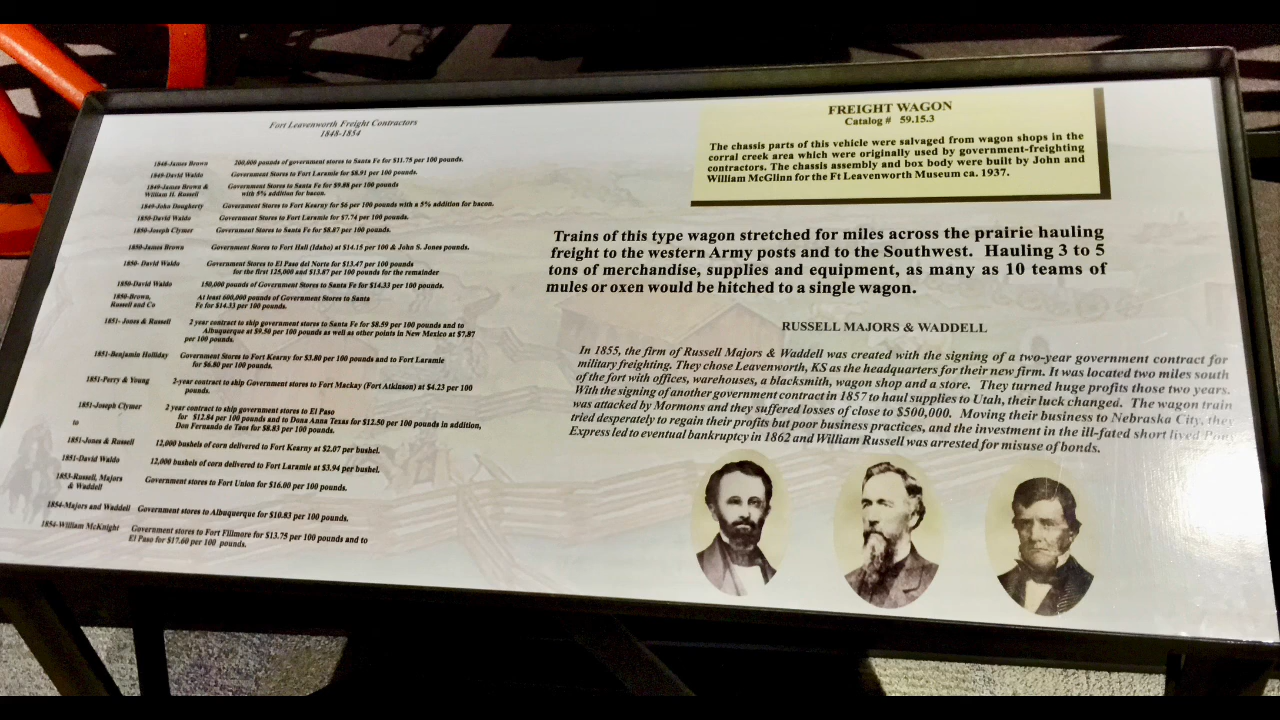 Fort Leavenworth Freight Contractors
1848-1854
1848-James Brown 200,000 pounds of government stores to Santa Fe for $11.75 per 100 pounds.
1849-David Waldo Government Stores to Fort Laramie for $8.91 per 100 pounds.
1849-James Brown & Government Stores to Santa Fe for $9.88 per 100 pounds
William H. Russell with 5% addition for bacon.
1849-John Dougherty Government Stores to Fort Kearny for $6 per 100 pounds with a 5% addition for bacon.
1850-David Waldo Government Stores to Fort Laramie for $7.74 per 100 pounds.
1850-Joseph Clymer Government Stores to Santa Fe for $8.87 per 100 pounds.
1850-James Brown Government Stores to Fort Hall (Idaho) at $14.15 per 100 & John S. Jones pounds.
1850- David Waldo Government Stores to El Paso del Norte for $13.47 per 100 pounds
for the first 125,000 and $13.87 per 100 pounds for the remainder
1850-David Waldo 150,000 pounds of Government Stores to Santa Fe for $14.33 per 100 pounds.
1850-Brown, At least 600,000 pounds of Government Stores to Santa
Russell and Co Fe for $14.33 per 100 pounds.
1851- Jones & Russell 2 year contract to ship government stores to Santa Fe for $8.59 per 100 pounds and to
Albuquerque at $9.50 per 100 pounds as well as other points in New Mexico at $7.87
per 100 pounds.
1851-Benjamin Holliday Government Stores to Fort Kearny for $3.80 per 100 pounds and to Fort Laramie
for $6.80 per 100 pounds.
1851-Perry & Young 2-year contract to ship Government stores to Fort Mackay (Fort Atkinson) at $4.23 per 100
pounds.
1851-Joseph Clymer 2 year contract to ship government stores to El Paso
for $12.84 per 100 pounds and to Dona Anna Texas for $12.50 per 100 pounds in addition,
to Don Fernando de Taos for $8.83 per 100 pounds.
1851-Jones & Russell 12,000 bushels of corn delivered to Fort Kearny at $2.07 per bushel.
1851-David Waldo 12,000 bushels of corn delivered to Fort Laramie at $3.94 per bushel.
1853-Russell, Majors Government stores to Fort Union for $16.00 per 100 pounds.
& Waddell
1854-Majors and Waddell Government stores to Albuquerque for $10.83 per 100 pounds.
1854-William McKnight Government stores to Fort Fillmore for $13.75 per 100 pounds and to
El Paso for $17.60 per 100 pounds.
FREIGHT WAGON
Catalog # 59.15.3
The chassis parts of this vehicle were salvaged from wagon shops in the
corral creek area which were originally used by government-freighting
contractors. The chassis assembly and box body were built by John and
William McGlinn for the Ft Leavenworth Museum ca. 1937.
Trains of this type wagon stretched for miles across the prairie hauling
freight to the western Army posts and to the Southwest. Hauling 3 to 5
tons of merchandise, supplies and equipment, as many as 10 teams of
mules or oxen would be hitched to a single wagon.
RUSSELL MAJORS & WADDELL
In 1855, the firm of Russell Majors & Waddell was created with the signing of a two-year government contract for
military freighting. They chose Leavenworth, KS as the headquarters for their new firm. It was located two miles south
of the fort with offices, warehouses, a blacksmith, wagon shop and a store. They turned huge profits those two years.
With the signing of another government contract in 1857 to haul supplies to Utah, their luck changed. The wagon train
was attacked by Mormons and they suffered losses of close to $500,000. Moving their business to Nebraska City, they
tried desperately to regain their profits but poor business practices, and the investment in the ill-fated short lived Pony
Express led to eventual bankruptcy in 1862 and William Russell was arrested for misuse of bonds.